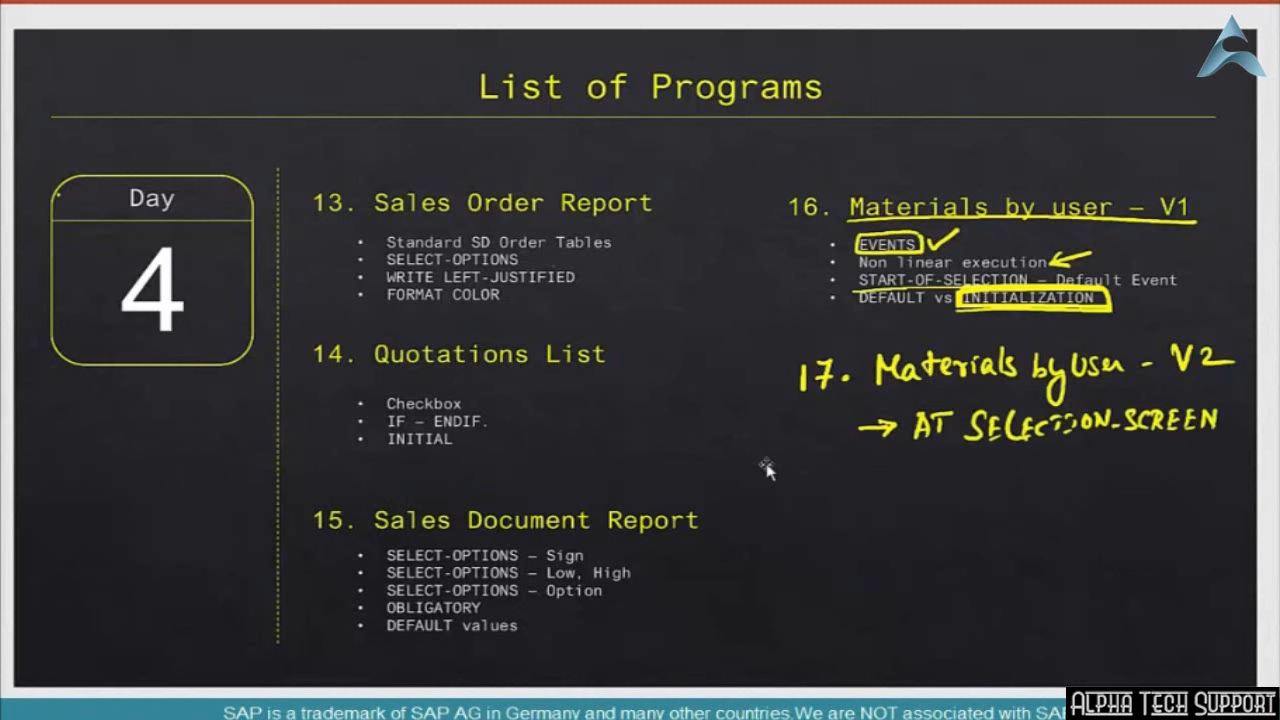 List of Programs
Day
4
13. Sales Order Report
• Standard SD Order Tables
• SELECT-OPTIONS
• WRITE LEFT-JUSTIFIED
• FORMAT COLOR
14. Quotations List
• Checkbox
• IF – ENDIF.
• INITIAL
15. Sales Document Report
• SELECT-OPTIONS – Sign
• SELECT-OPTIONS – Low, High
• SELECT-OPTIONS – Option
• OBLIGATORY
• DEFAULT values
16. Materials by user – V1
• EVENTS
• Non linear execution
• START-OF-SELECTION – Default Event
• DEFAULT vs INITIALIZATION
17. Materials by User - V2
→ AT SELECTION-SCREEN
SAP is a trademark of SAP AG in Germany and many other countries.We are NOT associated with SAP
ALPHA TECH SUPPORT